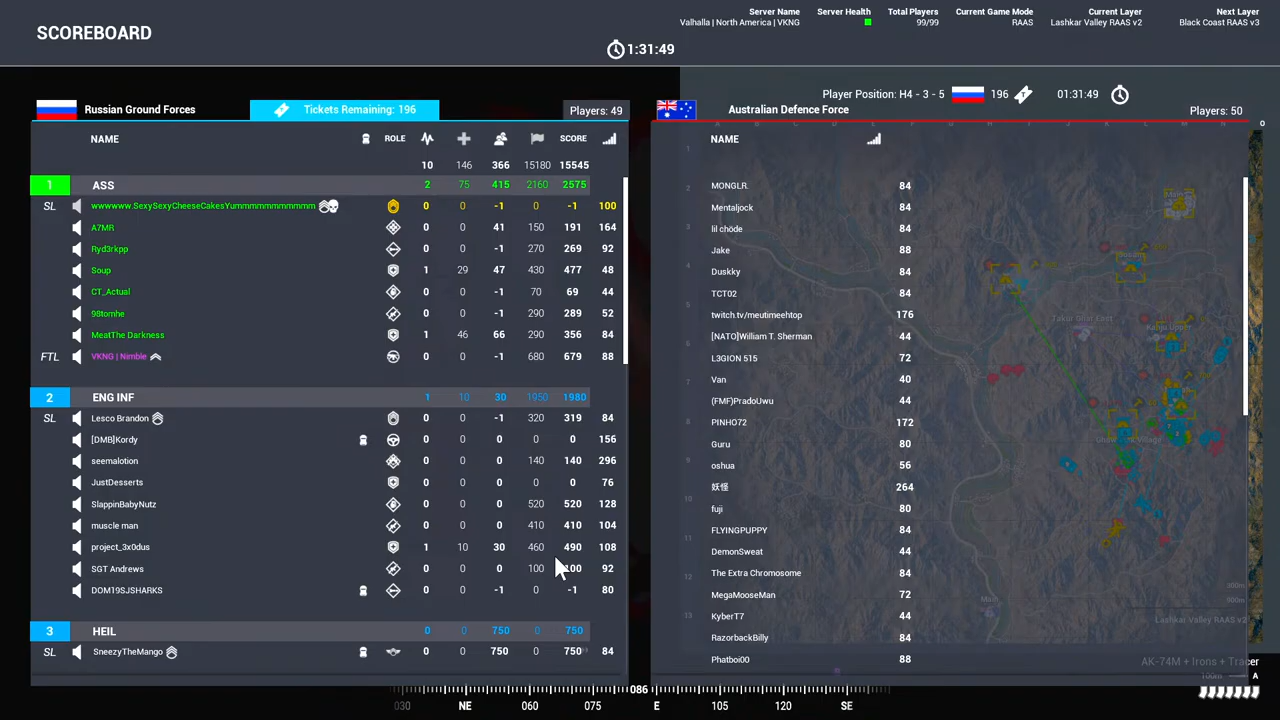 SCOREBOARD
Server Name Server Health Total Players Current Game Mode Current Layer Next Layer
Valhalla | North America | VKNG 99/99 RAAS Lashkar Valley RAAS v2 Black Coast RAAS v3
1:31:49
Player Position: H4 - 3 - 5 196 01:31:49
Russian Ground Forces Tickets Remaining: 196 Players: 49
Australian Defence Force Players: 50
NAME ROLE SCORE
10 146 366 15180 15545
1 ASS 2 75 415 2160 2575
SL wwwwww.SexySexyCheeseCakesYummmmmmmmmm 0 0 -1 0 -1 100
A7MR 0 0 41 150 191 164
Ryd3rkpp 0 0 -1 270 269 92
Soup 1 29 47 430 477 48
CT_Actual 0 0 -1 70 69 44
98tomhe 0 0 -1 290 289 52
MeatThe Darkness 1 46 66 290 356 84
FTL VKNG | Nimble 0 0 -1 680 679 88
2 ENG INF 1 10 30 1950 1980
SL Lesco Brandon 0 0 -1 320 319 84
[DMB]Kordy 0 0 0 0 0 156
seemalotion 0 0 0 140 140 296
JustDesserts 0 0 0 0 0 76
SlappinBabyNutz 0 0 0 520 520 128
muscle man 0 0 0 410 410 104
project_3x0dus 1 10 30 460 490 108
SGT Andrews 0 0 0 100 100 92
DOM19SJSHARKS 0 0 -1 0 -1 80
3 HEIL 0 0 750 0 750
SL SneezyTheMango 0 0 750 0 750 84
NAME
MONGLR. 84
Mentaljock 84
lil chöde 84
Jake 88
Duskky 84
TCT02 84
twitch.tv/meutimeehtop 176
[NATO]William T. Sherman 44
L3GION 515 72
Van 40
(FMF)PradoUwu 44
PINHO72 172
Guru 80
oshua 56
妖怪 264
fuji 80
FLYINGPUPPY 84
DemonSweat 44
The Extra Chromosome 84
MegaMooseMan 72
KyberT7 44
RazorbackBilly 84
Phatboi00 88
Main
Lashkar Valley RAAS v2
AK-74M + Irons + Tracer
100m A
030 NE 060 075 086 E 105 120 SE